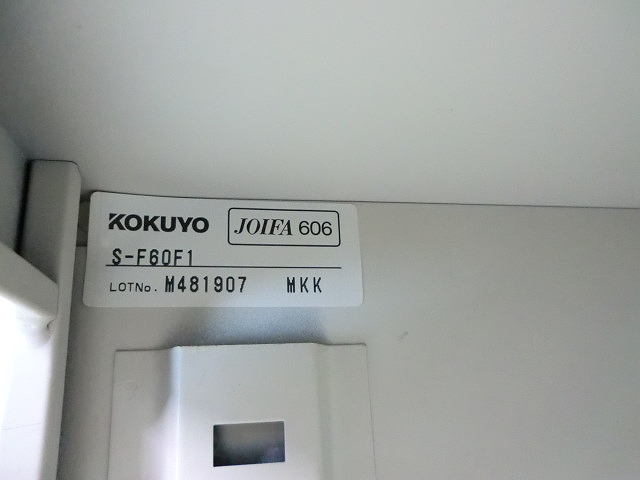 KOKUYO JOIFA 606
S-F60F1
LOTNo. M481907 MKK